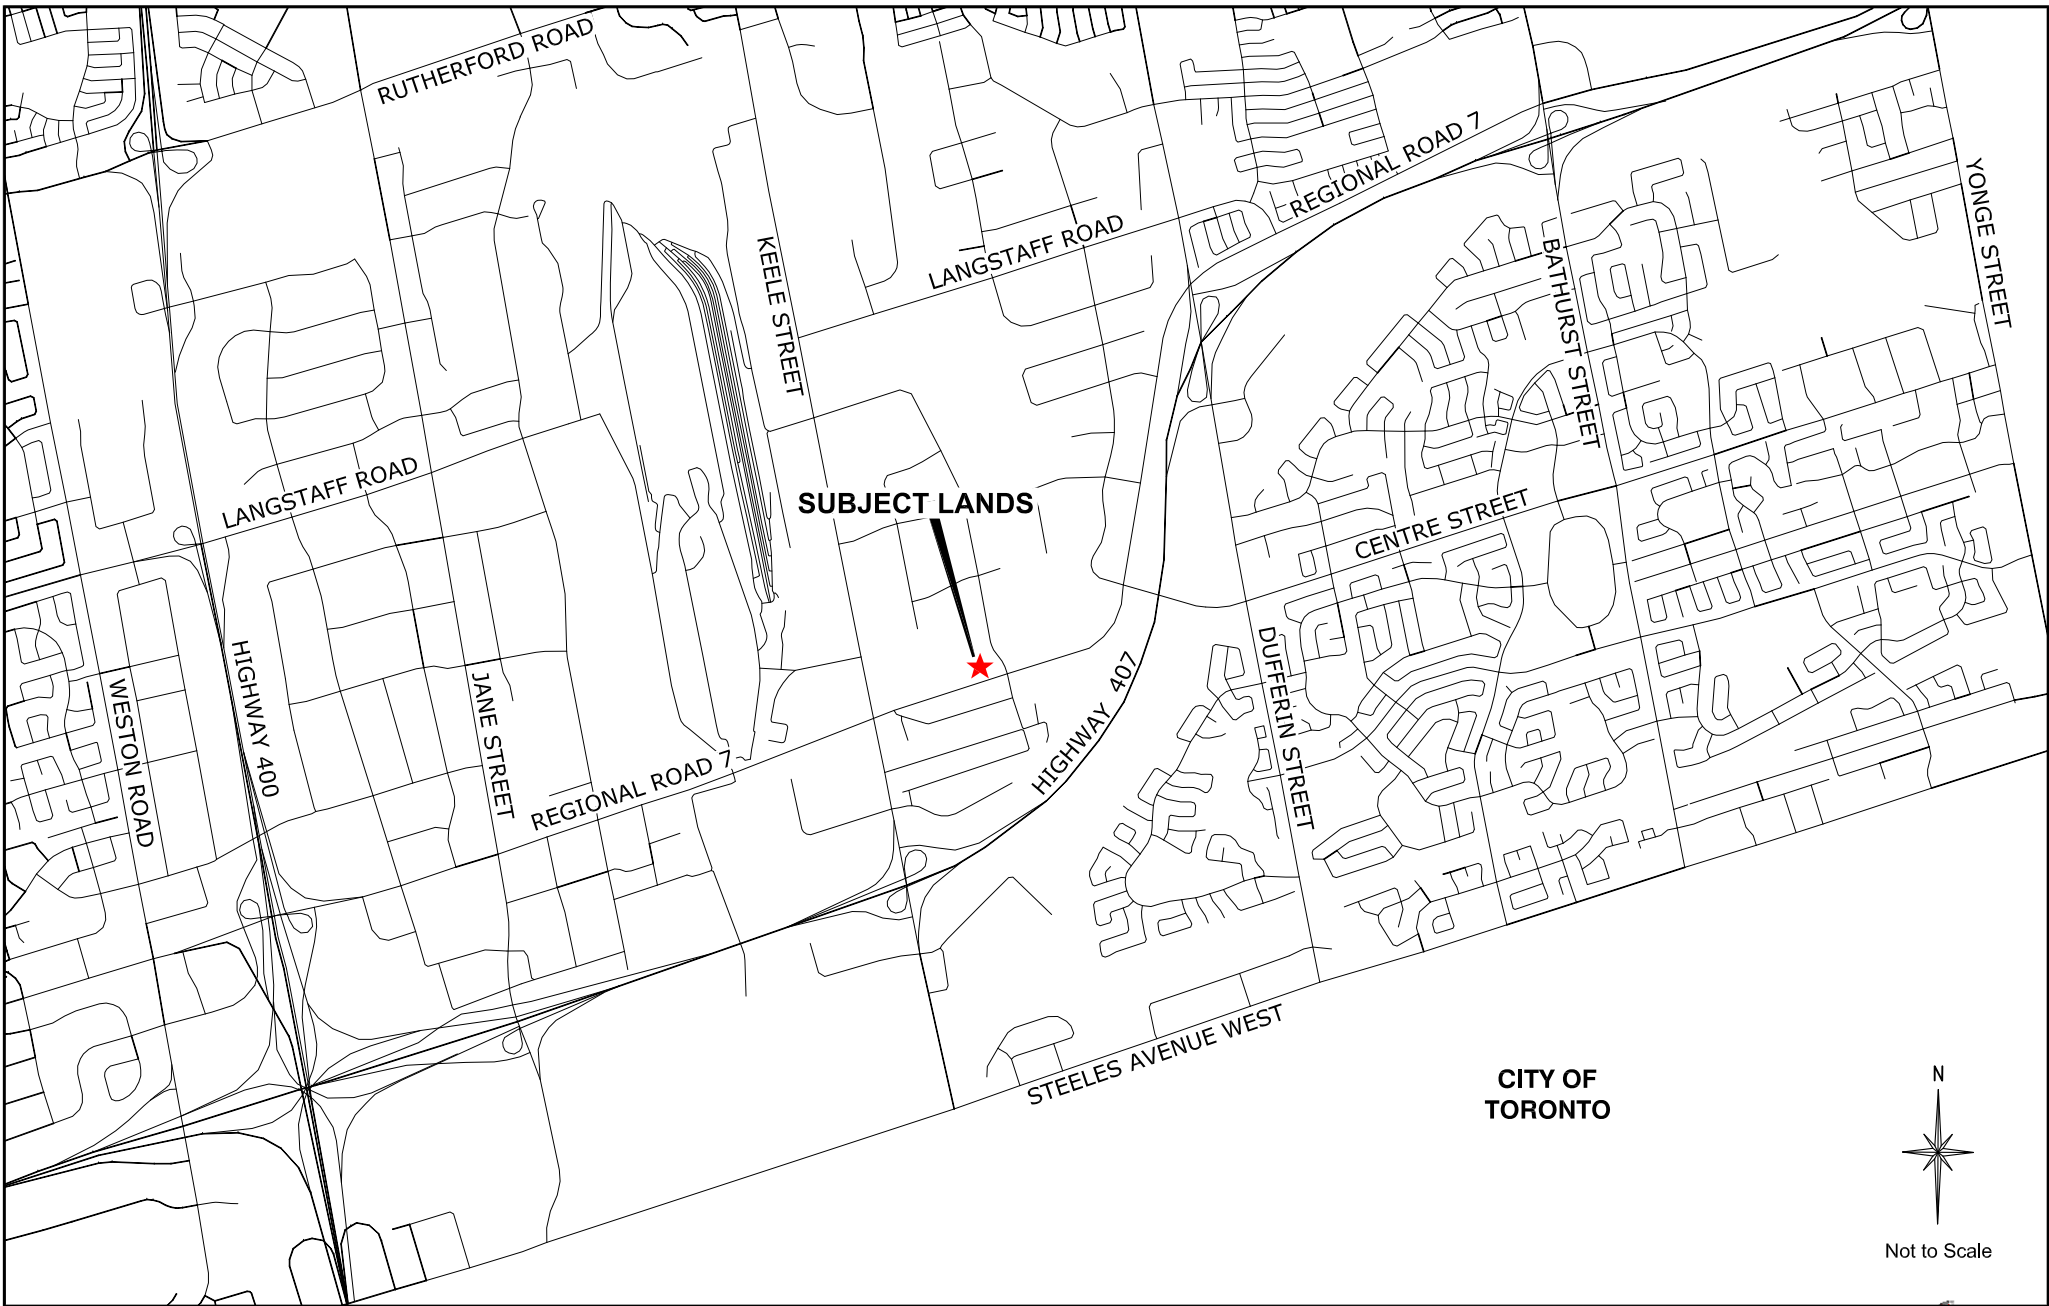 RUTHERFORD ROAD
REGIONAL ROAD 7
YONGE STREET
KEELE STREET
LANGSTAFF ROAD
BATHURST STREET
LANGSTAFF ROAD
SUBJECT LANDS
CENTRE STREET
HIGHWAY 400
WESTON ROAD
JANE STREET
HIGHWAY 407
DUFFERIN STREET
REGIONAL ROAD 7
STEELES AVENUE WEST
CITY OF
TORONTO
N
Not to Scale